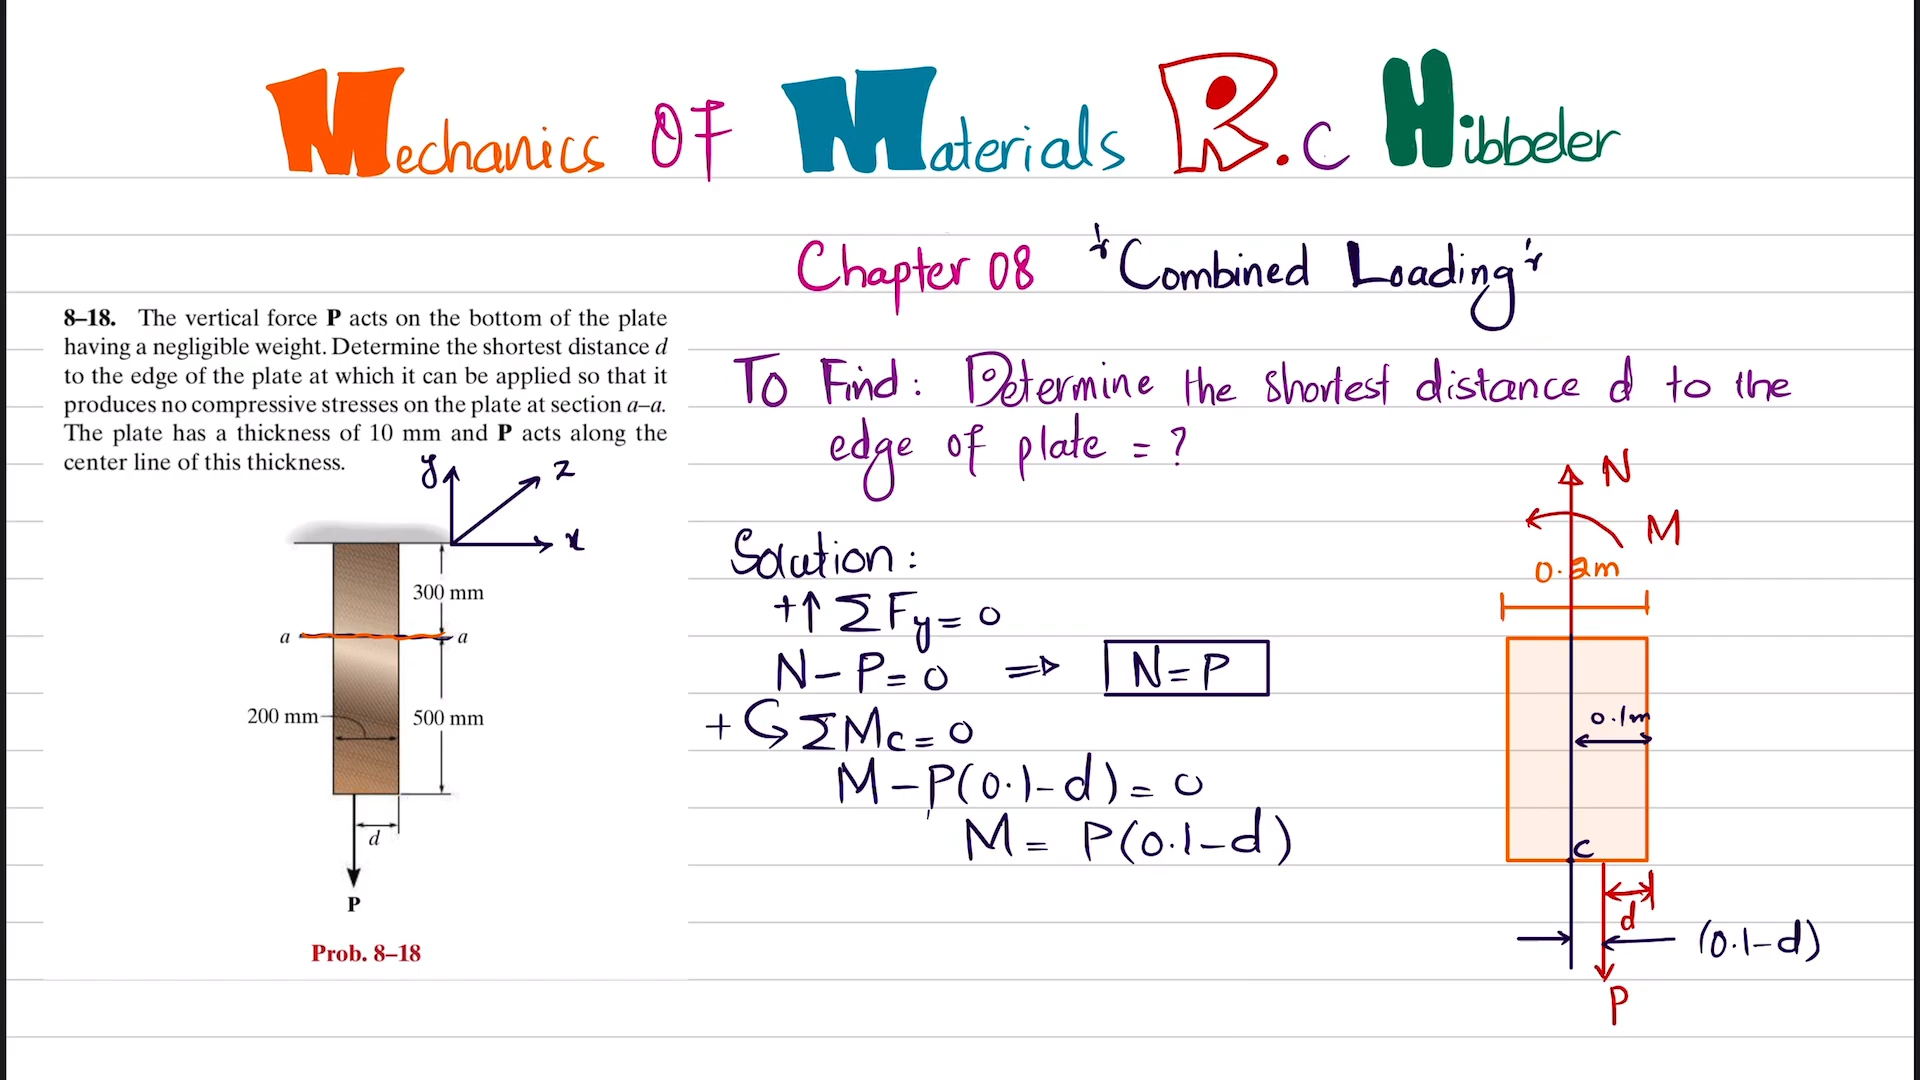 Mechanics OF Materials R.C Hibbeler
Chapter 08 "Combined Loading"
8–18. The vertical force P acts on the bottom of the plate
having a negligible weight. Determine the shortest distance d
to the edge of the plate at which it can be applied so that it
produces no compressive stresses on the plate at section a–a.
The plate has a thickness of 10 mm and P acts along the
center line of this thickness.
y
z
x
300 mm
a
a
200 mm
500 mm
d
P
Prob. 8–18
To Find: Determine the shortest distance d to the
edge of plate = ?
Solution:
+↑ ΣFy = 0
N – P = 0 ⇒ N = P
+↺ ΣMc = 0
M – P(0.1 – d) = 0
M = P(0.1 – d)
N
M
0.2m
0.1m
C
d
(0.1–d)
P